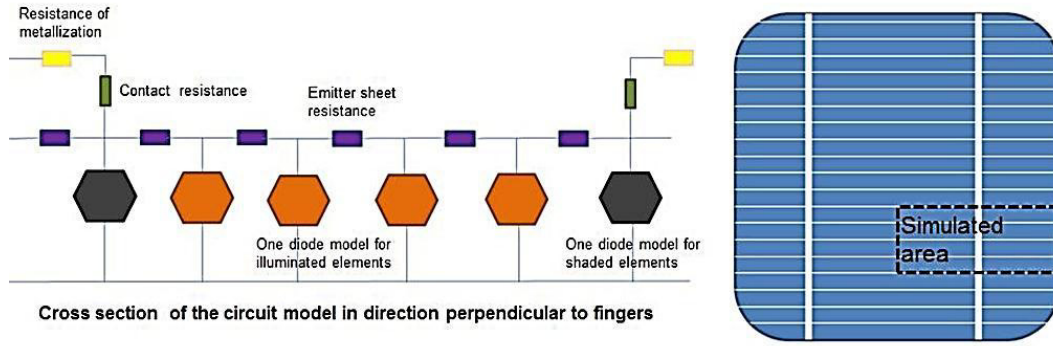 Resistance of
metallization
Contact resistance
Emitter sheet
resistance
One diode model for
illuminated elements
One diode model for
shaded elements
Cross section of the circuit model in direction perpendicular to fingers
Simulated
area